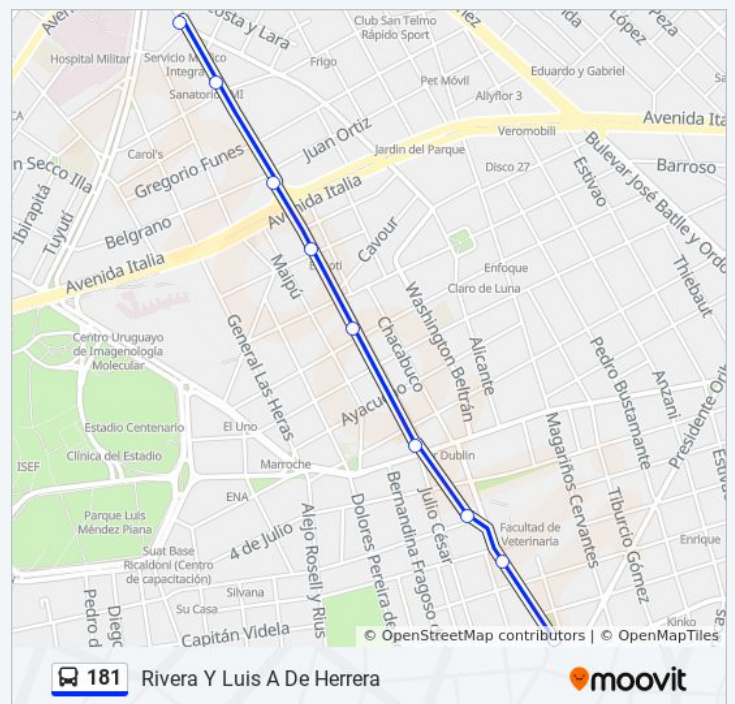 Costa y Lara
Club San Telmo
Rápido Sport
López
Peza
Hospital Militar
Servicio Médico
Integral
Frigo
Eduardo y Gabriel
Pet Móvil
Allyflor 3
Avenida Ita
Veromobili
Carol's
Juan Ortiz
Jardin del Parque
Gregorio Funes
Disco 27
Barroso
n Secco Illa
Estivao
Bulevar José Batlle y Ordo
Ibirapitá
Tuyutí
Belgrano
Avenida Italia
Cavour
Avenida Italia
Maipú
Enfoque
Claro de Luna
Thiebaut
Centro Uruguayo
de Imagenología
Molecular
General Las Heras
Chacabuco
Washington Beltrán
Alicante
Pedro Bustamante
Anzani
Presidente Orib
Ayacucho
Estadio Centenario
El Uno
Clínica del Estadio
Marroche
r Dublin
ISEF
ENA
Magariños Cervantes
Parque Luis
Méndez Piana
4 de Julio
Alejo Rosell y Rius
Dolores Pereira de
Bernardina Fragoso d
Julio César
Facultad de
Veterinaria
Tiburcio Gómez
Enrique
Suat Base
Ricaldoni (Centro
de capacitación)
Silvana
Su Casa
Pedro d
Diego
Capitán Videla
Kinko
© OpenStreetMap contributors | © OpenMapTiles
181 Rivera Y Luis A De Herrera
moovit